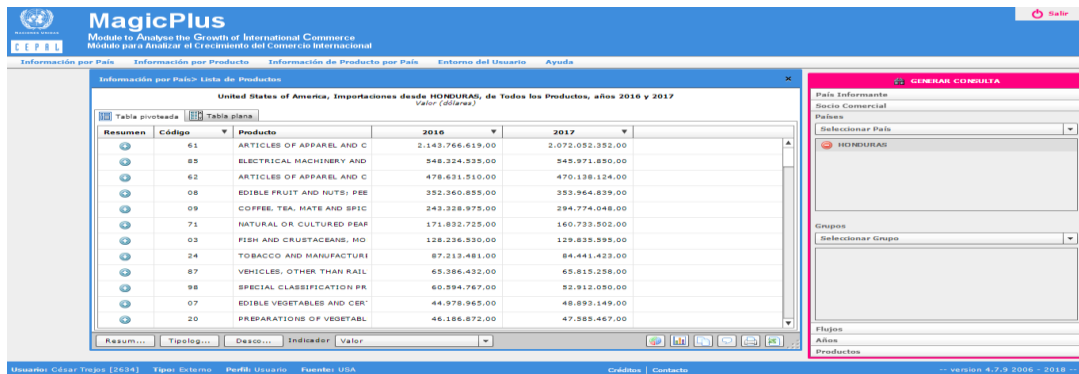 NACIONES UNIDAS
CEPAL
MagicPlus
Module to Analyse the Growth of International Commerce
Módulo para Analizar el Crecimiento del Comercio Internacional
Salir
Información por País Información por Producto Información de Producto por País Entorno del Usuario Ayuda
Información por País> Lista de Productos
United States of America, Importaciones desde HONDURAS, de Todos los Productos, años 2016 y 2017
Valor (dólares)
Tabla pivoteada Tabla plana
Resumen Código Producto 2016 2017
61 ARTICLES OF APPAREL AND C 2.143.766.619,00 2.072.052.352,00
85 ELECTRICAL MACHINERY AND 548.324.535,00 545.971.850,00
62 ARTICLES OF APPAREL AND C 478.631.510,00 470.138.124,00
08 EDIBLE FRUIT AND NUTS; PEE 352.360.855,00 353.964.839,00
09 COFFEE, TEA, MATE AND SPIC 243.328.975,00 294.774.048,00
71 NATURAL OR CULTURED PEAR 171.832.725,00 160.733.502,00
03 FISH AND CRUSTACEANS, MO 128.236.530,00 129.835.595,00
24 TOBACCO AND MANUFACTURE 87.213.481,00 84.441.423,00
87 VEHICLES, OTHER THAN RAIL 65.386.432,00 65.815.258,00
98 SPECIAL CLASSIFICATION PR 60.594.767,00 52.912.050,00
07 EDIBLE VEGETABLES AND CER 44.978.965,00 48.893.149,00
20 PREPARATIONS OF VEGETABL 46.186.872,00 47.585.467,00
Resum... Tipolog... Desco... Indicador Valor
GENERAR CONSULTA
País Informante
Socio Comercial
Países
Seleccionar País
HONDURAS
Grupos
Seleccionar Grupo
Flujos
Años
Productos
Usuario: César Trejos [2634] Tipo: Externo Perfil: Usuario Fuente: USA Créditos | Contacto -- version 4.7.9 2006 - 2018 --